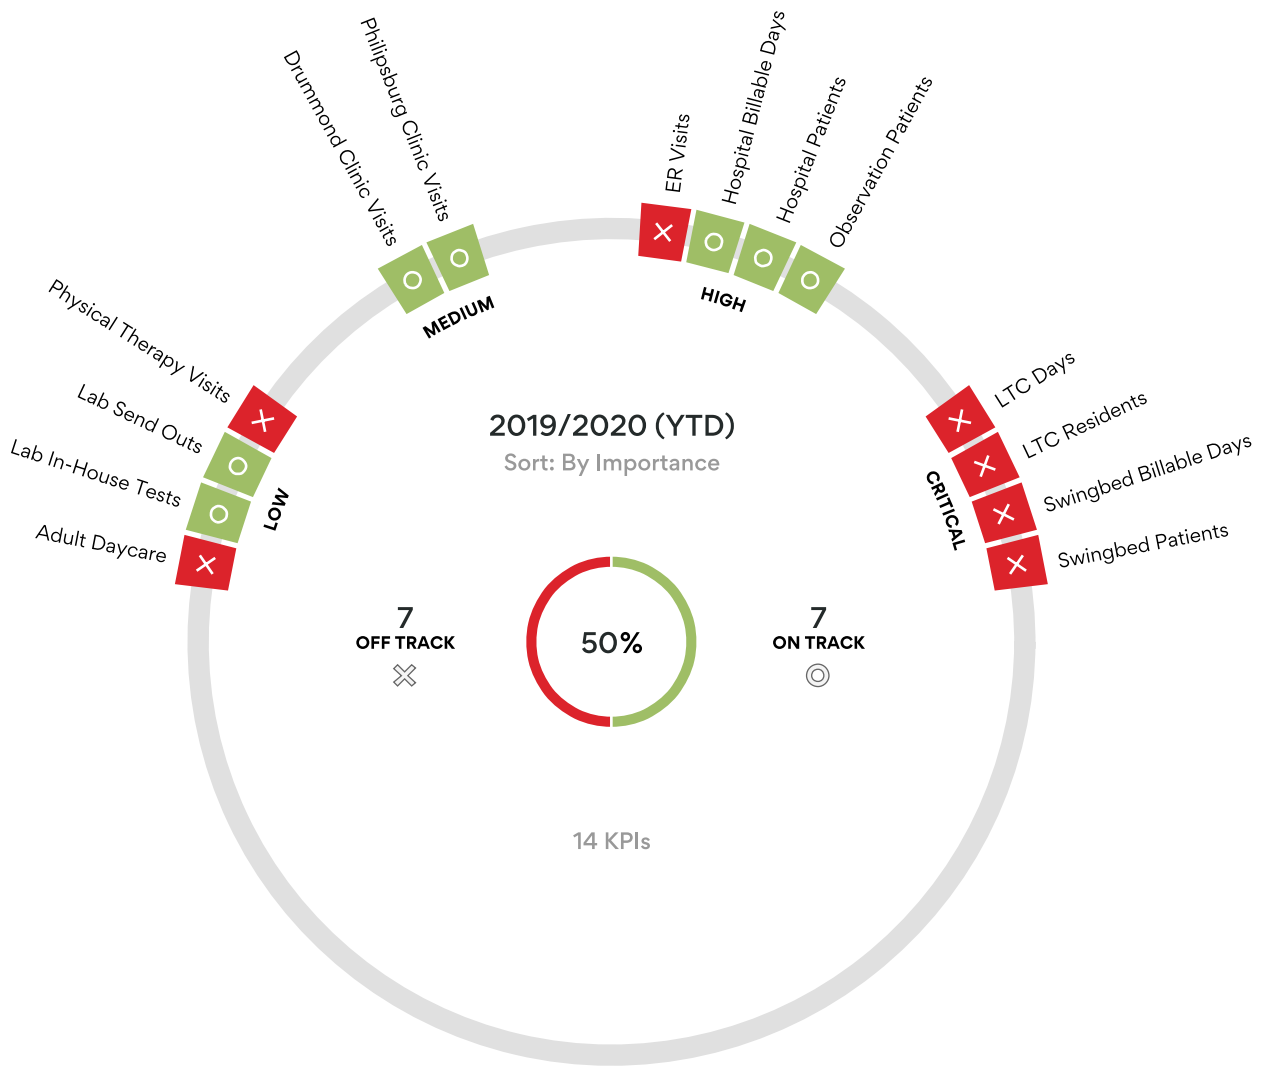 Philipsburg Clinic Visits
Drummond Clinic Visits
ER Visits
Hospital Billable Days
Hospital Patients
Observation Patients
MEDIUM
HIGH
Physical Therapy Visits
Lab Send Outs
Lab In-House Tests
Adult Daycare
LOW
LTC Days
LTC Residents
Swingbed Billable Days
Swingbed Patients
CRITICAL
2019/2020 (YTD)
Sort: By Importance
7
OFF TRACK
50%
7
ON TRACK
14 KPIs